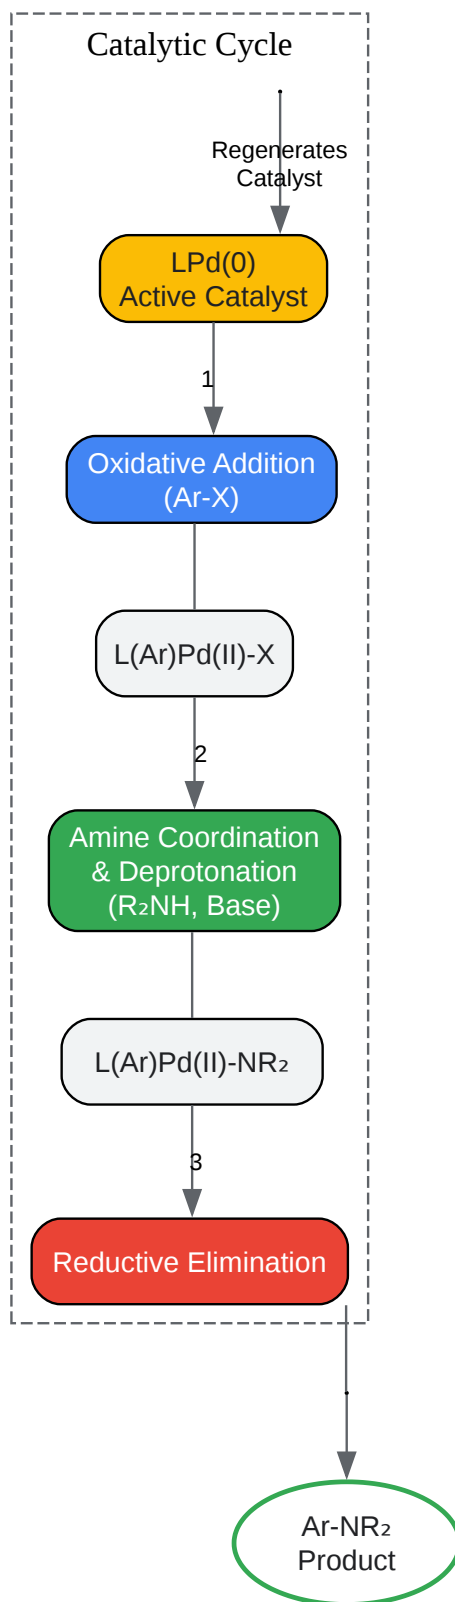 Catalytic Cycle
Regenerates
Catalyst
LPd(0)
Active Catalyst
1
Oxidative Addition
(Ar-X)
L(Ar)Pd(II)-X
2
Amine Coordination
& Deprotonation
(R₂NH, Base)
L(Ar)Pd(II)-NR₂
3
Reductive Elimination
Ar-NR₂
Product